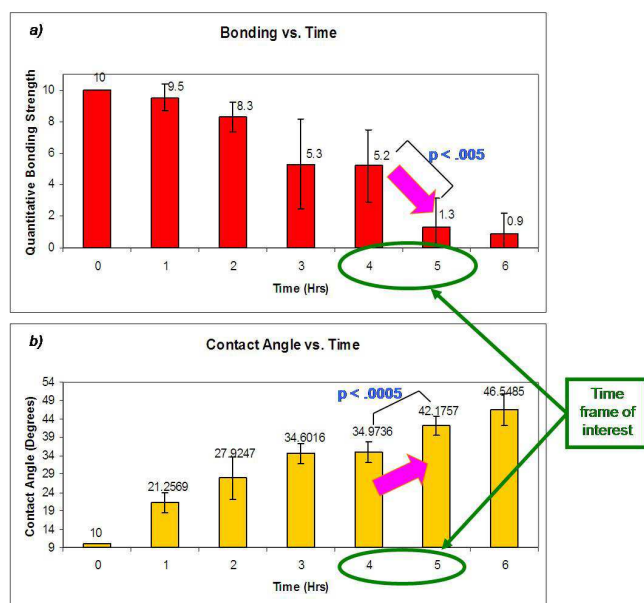 a)
Bonding vs. Time
Quantitative Bonding Strength
10
8
6
4
2
0
10
9.5
8.3
5.3
5.2
p < .005
1.3
0.9
0 1 2 3 4 5 6
Time (Hrs)
b)
Contact Angle vs. Time
Contact Angle (Degrees)
54
49
44
39
34
29
24
19
14
9
10
21.2569
27.9247
34.6016
34.9736
p < .0005
42.1757
46.5485
0 1 2 3 4 5 6
Time (Hrs)
Time
frame of
interest